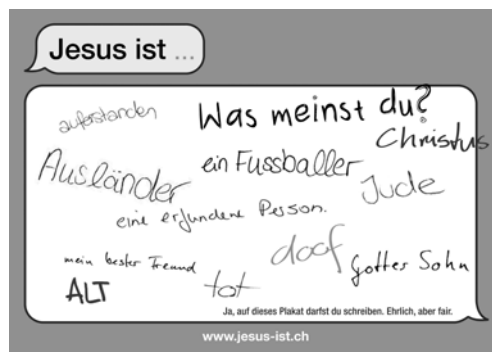 Jesus ist ...
Was meinst du?
auferstanden
Christus
ein Fussballer
Ausländer
Jude
eine erfundene Person.
doof
mein bester Freund
Gottes Sohn
ALT
tot
Ja, auf dieses Plakat darfst du schreiben. Ehrlich, aber fair.
www.jesus-ist.ch